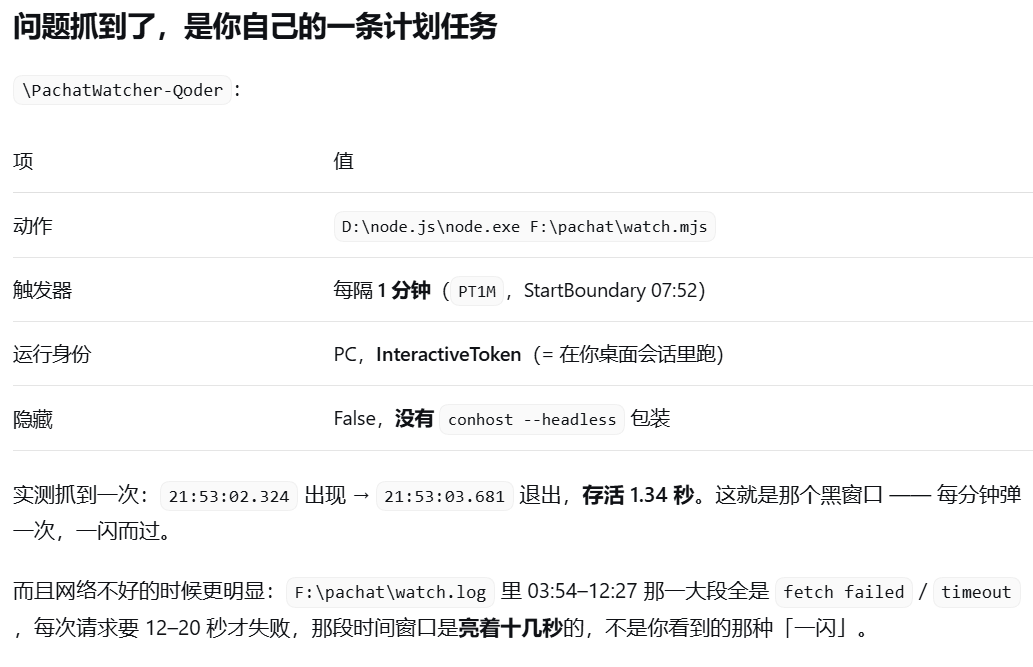 问题抓到了，是你自己的一条计划任务
\PachatWatcher-Qoder：
项 值
动作 D:\node.js\node.exe F:\pachat\watch.mjs
触发器 每隔 1 分钟（PT1M，StartBoundary 07:52）
运行身份 PC，InteractiveToken（= 在你桌面会话里跑）
隐藏 False，没有 conhost --headless 包装
实测抓到一次：21:53:02.324 出现 → 21:53:03.681 退出，存活 1.34 秒。这就是那个黑窗口 —— 每分钟弹
一次，一闪而过。
而且网络不好的时候更明显：F:\pachat\watch.log 里 03:54–12:27 那一大段全是 fetch failed / timeout
，每次请求要 12–20 秒才失败，那段时间窗口是亮着十几秒的，不是你看到的那种「一闪」。